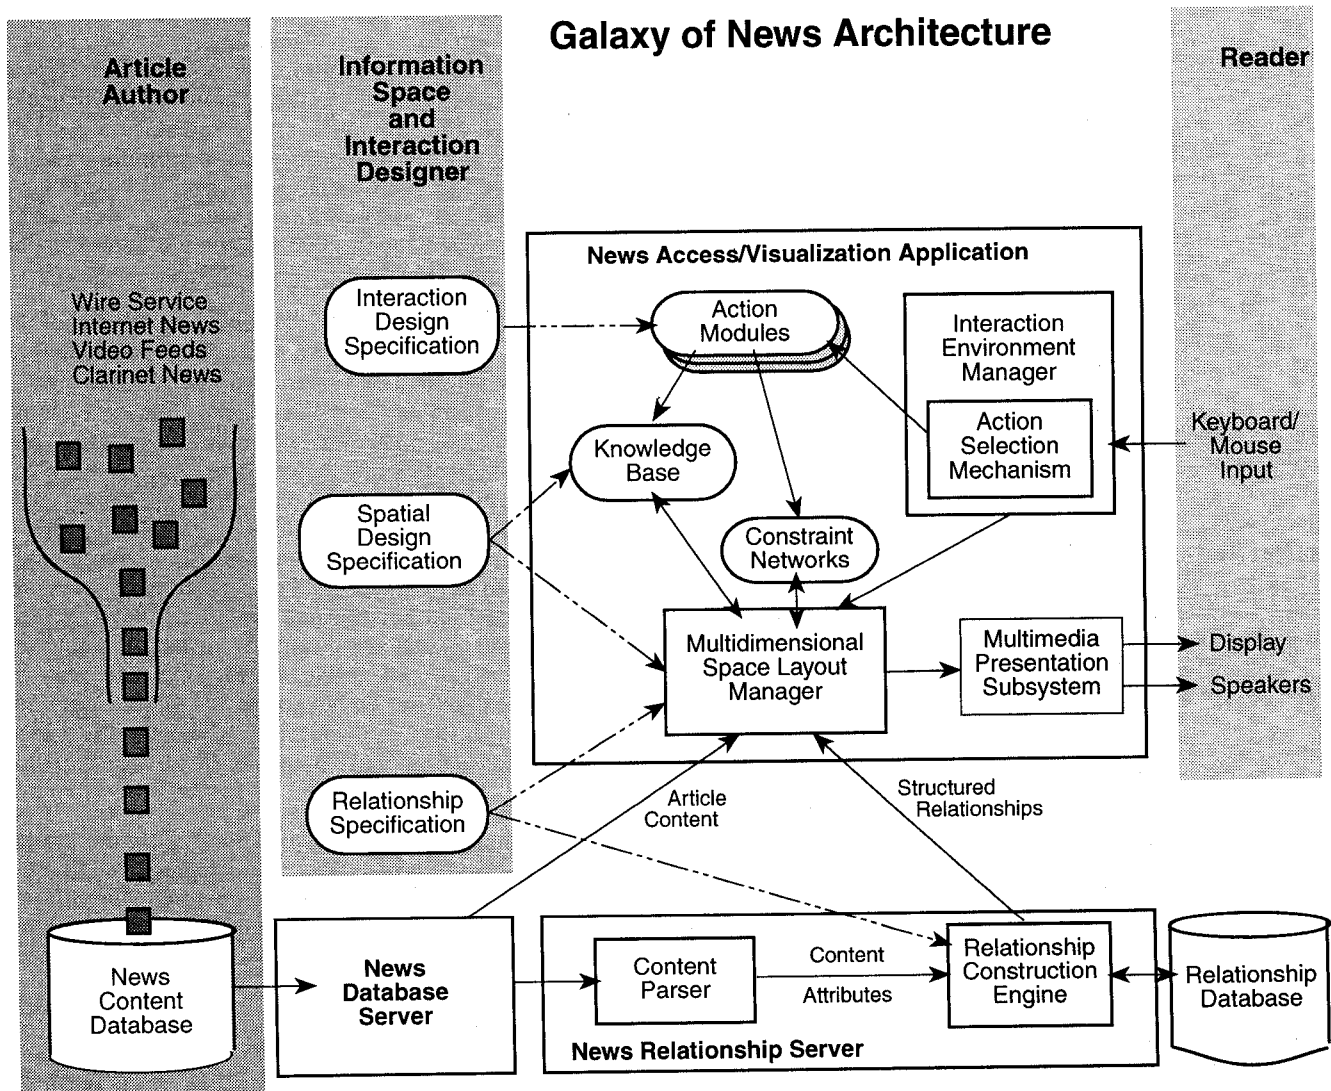 Galaxy of News Architecture
Article
Author
Information
Space
and
Interaction
Designer
Reader
News Access/Visualization Application
Wire Service
Internet News
Video Feeds
Clarinet News
Interaction
Design
Specification
Action
Modules
Interaction
Environment
Manager
Action
Selection
Mechanism
Keyboard/
Mouse
Input
Knowledge
Base
Spatial
Design
Specification
Constraint
Networks
Multidimensional
Space Layout
Manager
Multimedia
Presentation
Subsystem
Display
Speakers
Relationship
Specification
Article
Content
Structured
Relationships
News
Content
Database
News
Database
Server
Content
Parser
Content
Attributes
Relationship
Construction
Engine
Relationship
Database
News Relationship Server